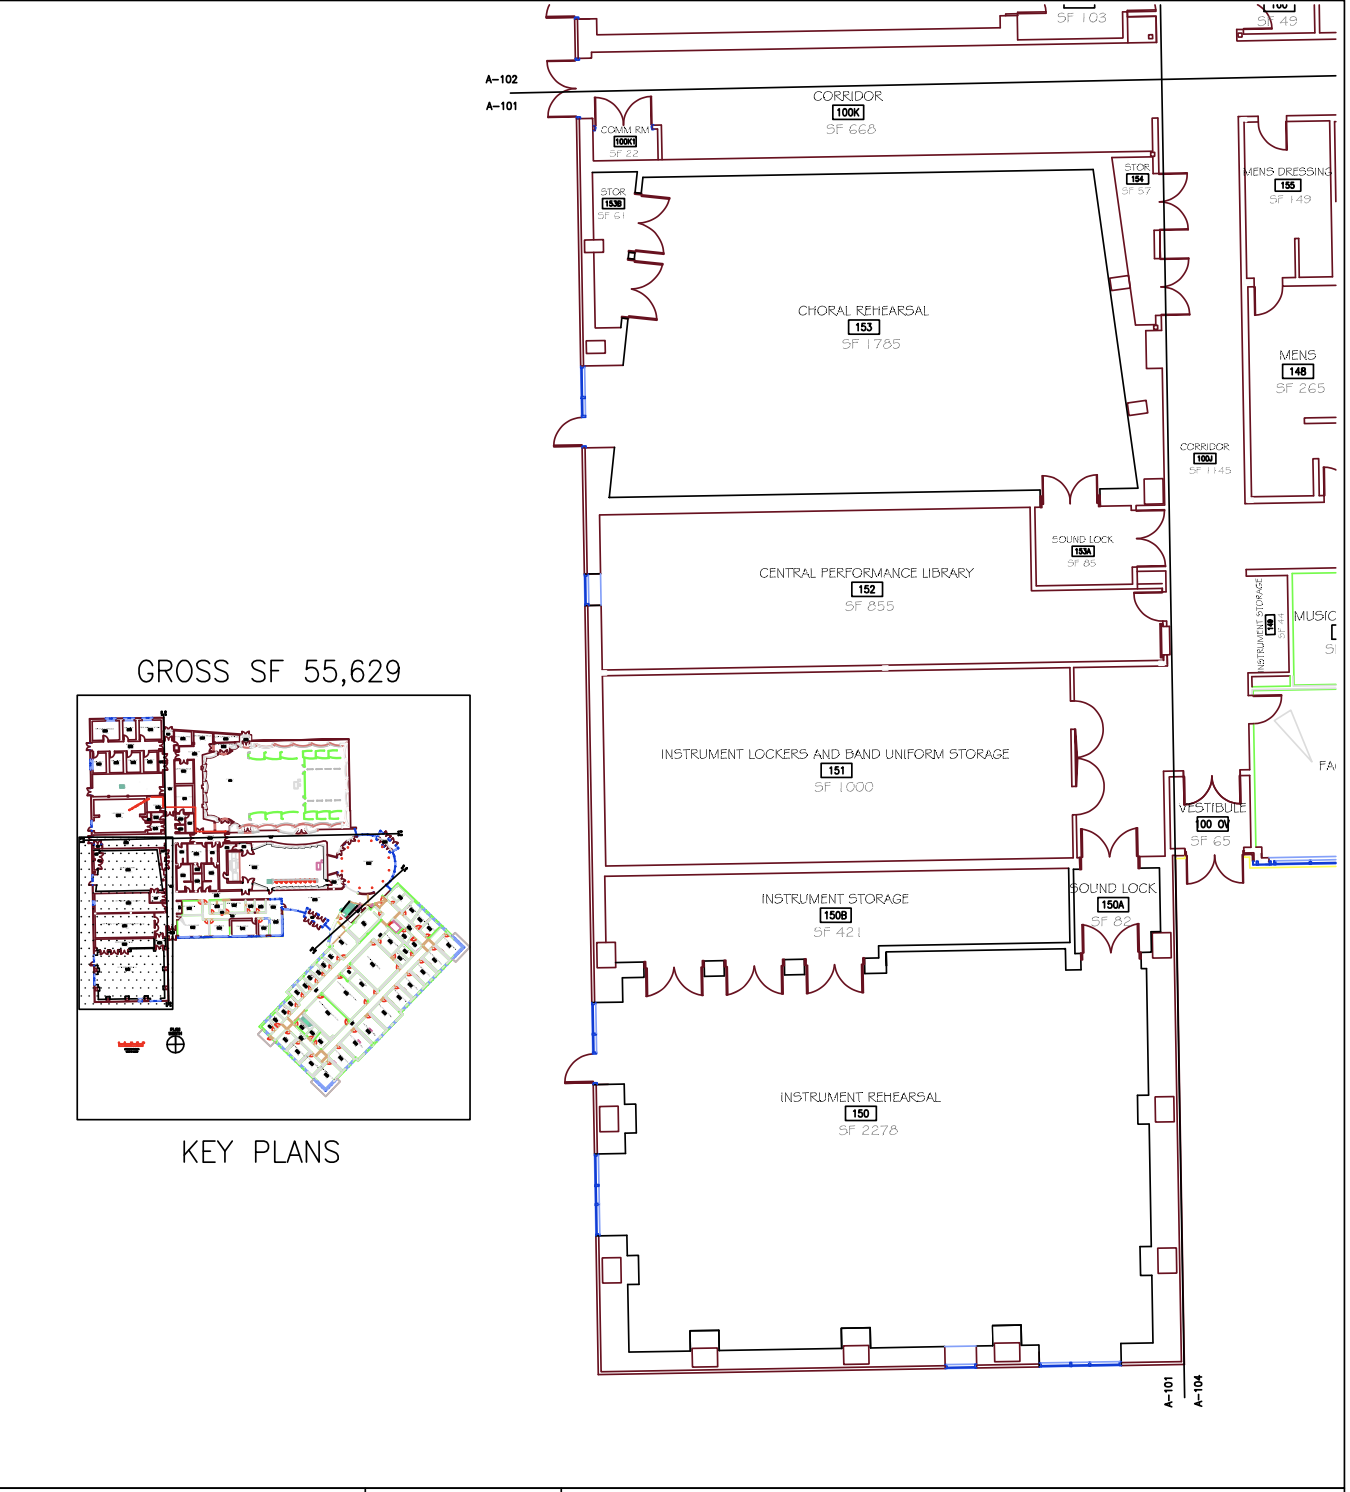 SF 103
SF 49
A-102
A-101
CORRIDOR
100K
SF 668
COMM RM
100K1
SF 22
STOR
153B
SF 61
STOR
154
SF 57
MENS DRESSING
155
SF 149
CHORAL REHEARSAL
153
SF 1785
MENS
148
SF 265
CORRIDOR
100J
SF 1145
SOUND LOCK
153A
SF 85
CENTRAL PERFORMANCE LIBRARY
152
SF 855
INSTRUMENT STORAGE
149
SF 44
MUSIC
GROSS SF 55,629
INSTRUMENT LOCKERS AND BAND UNIFORM STORAGE
151
SF 1000
VESTIBULE
100 OV
SF 65
SOUND LOCK
150A
SF 82
INSTRUMENT STORAGE
150B
SF 421
INSTRUMENT REHEARSAL
150
SF 2278
KEY PLANS
A-101
A-104